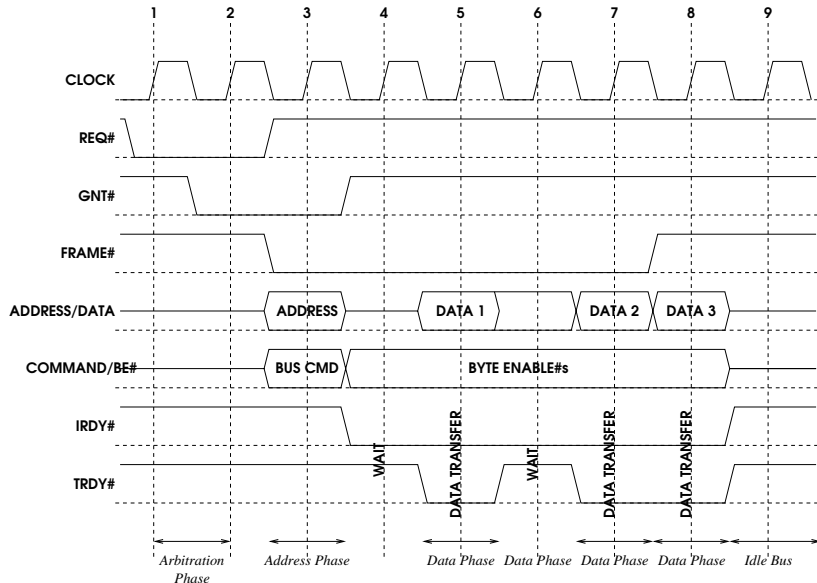 1 2 3 4 5 6 7 8 9
CLOCK
REQ#
GNT#
FRAME#
ADDRESS/DATA ADDRESS DATA 1 DATA 2 DATA 3
COMMAND/BE# BUS CMD BYTE ENABLE#s
IRDY#
TRDY#
WAIT
DATA TRANSFER
WAIT
DATA TRANSFER
DATA TRANSFER
Arbitration Phase
Address Phase
Data Phase
Data Phase
Data Phase
Data Phase
Idle Bus